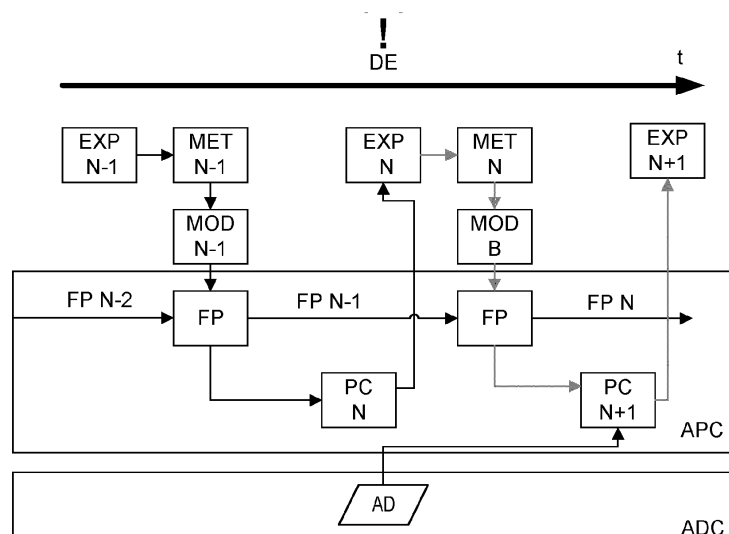 !
DE
t
EXP
N-1
MET
N-1
EXP
N
MET
N
EXP
N+1
MOD
N-1
MOD
B
FP N-2
FP
FP N-1
FP
FP N
PC
N
PC
N+1
APC
AD
ADC